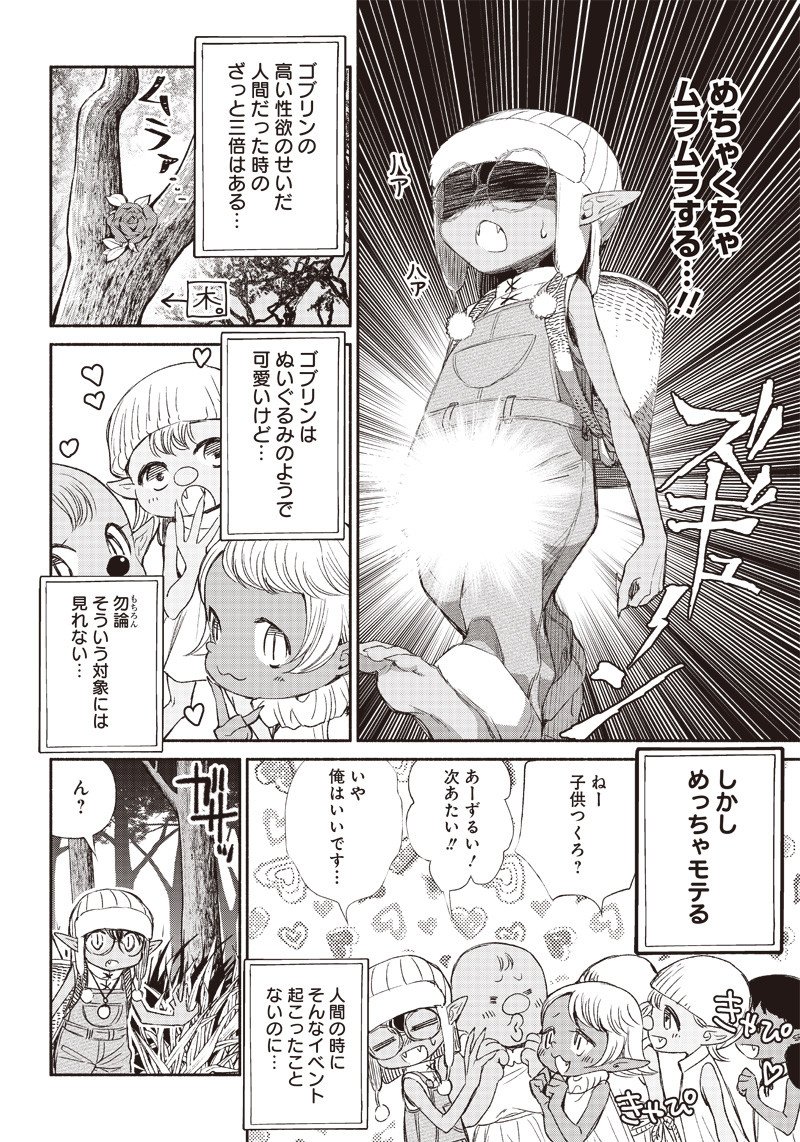 めちゃくちゃ
ムラムラする…!!
ハァ
ハァ
ズギュゥン
ゴブリンの
高い性欲のせいだ
人間だった時の
ざっと三倍はある…
ムラァ…
木。
ゴブリンは
ぬいぐるみのようで
可愛いけど…
勿論
もちろん
そういう対象には
見れない…
しかし
めっちゃモテる
ねー
子供つくろ?
あーずるい!
次あたい!!
いや
俺はいいです…
きゃぴ
きゃぴ
人間の時に
そんなイベント
起こったこと
ないのに…
ガサッ
ん?